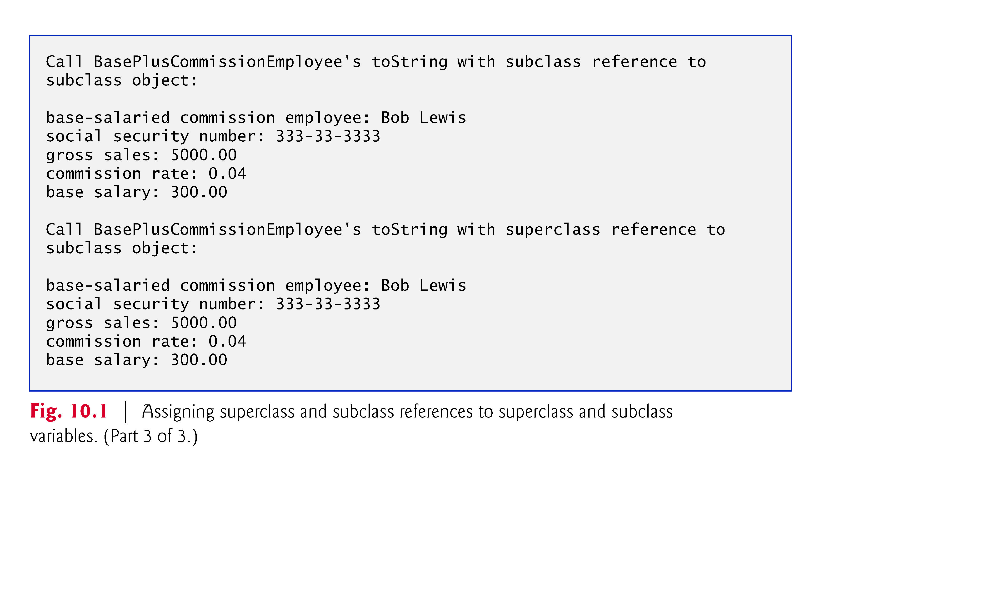 Call BasePlusCommissionEmployee's toString with subclass reference to
subclass object:
base-salaried commission employee: Bob Lewis
social security number: 333-33-3333
gross sales: 5000.00
commission rate: 0.04
base salary: 300.00
Call BasePlusCommissionEmployee's toString with superclass reference to
subclass object:
base-salaried commission employee: Bob Lewis
social security number: 333-33-3333
gross sales: 5000.00
commission rate: 0.04
base salary: 300.00
Fig. 10.1 | Assigning superclass and subclass references to superclass and subclass
variables. (Part 3 of 3.)